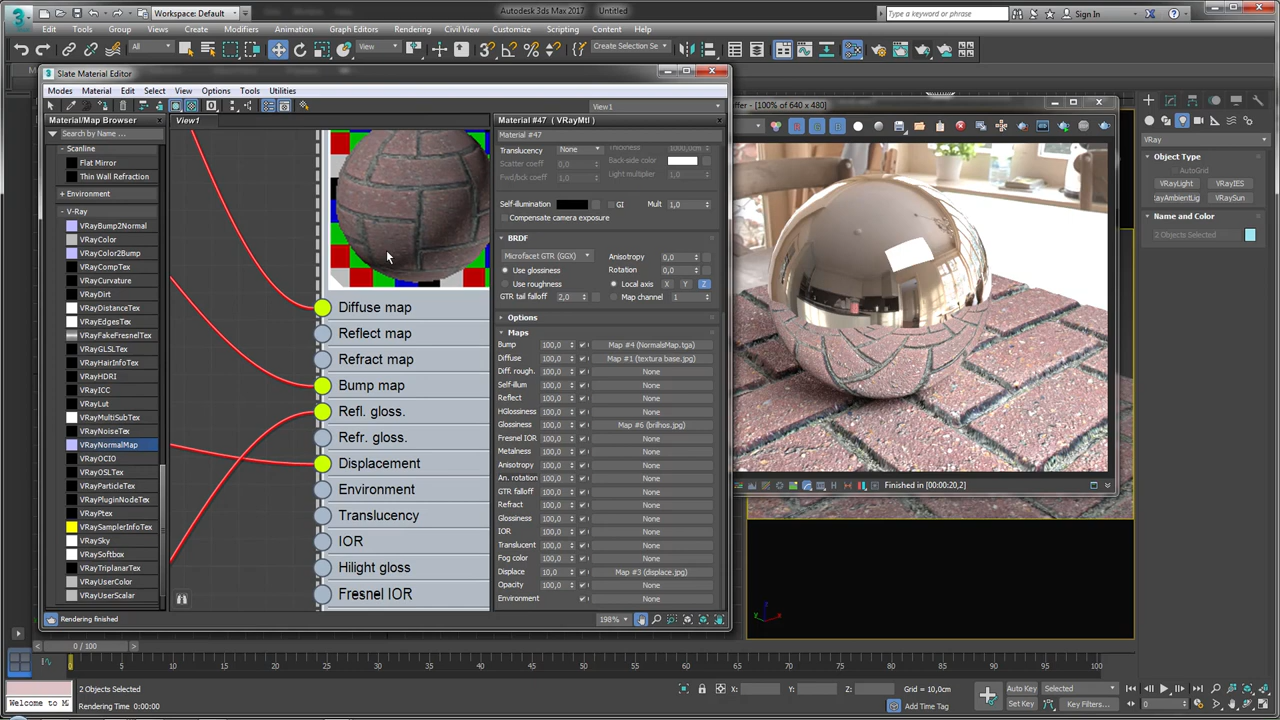 Workspace: Default
Autodesk 3ds Max 2017 Untitled
Type a keyword or phrase
Sign In
Edit Tools Group Views Create Modifiers Animation Graph Editors Rendering Civil View Customize Scripting Content Help
All
View
Create Selection Se
Slate Material Editor
Modes Material Edit Select View Options Tools Utilities
View1
Material/Map Browser
Search by Name ...
Scanline
Flat Mirror
Thin Wall Refraction
+ Environment
- V-Ray
VRayBump2Normal
VRayColor
VRayColor2Bump
VRayCompTex
VRayCurvature
VRayDirt
VRayDistanceTex
VRayEdgesTex
VRayFakeFresnelTex
VRayGLSLTex
VRayHairInfoTex
VRayHDRI
VRayICC
VRayLut
VRayMultiSubTex
VRayNoiseTex
VRayNormalMap
VRayOCIO
VRayOSLTex
VRayParticleTex
VRayPluginNodeTex
VRayPtex
VRaySamplerInfoTex
VRaySky
VRaySoftbox
VRayTriplanarTex
VRayUserColor
VRayUserScalar
Rendering finished
View1
Diffuse map
Reflect map
Refract map
Bump map
Refl. gloss.
Refr. gloss.
Displacement
Environment
Translucency
IOR
Hilight gloss
Fresnel IOR
198%
Material #47 ( VRayMtl )
Material #47
Translucency None Thickness 1000,0cm
Scatter coeff 0,0 Back-side color
Fwd/bck coeff 1,0 Light multiplier 1,0
Self-illumination GI Mult 1,0
Compensate camera exposure
BRDF
Microfacet GTR (GGX) Anisotropy 0,0
Use glossiness Rotation 0,0
Use roughness Local axis X Y Z
GTR tail falloff 2,0 Map channel 1
Options
Maps
Bump 100,0 Map #4 (NormalsMap.tga)
Diffuse 100,0 Map #1 (textura base.jpg)
Diff. rough. 100,0 None
Self-illum 100,0 None
Reflect 100,0 None
HGlossiness 100,0 None
Glossiness 100,0 Map #6 (brilhos.jpg)
Fresnel IOR 100,0 None
Metalness 100,0 None
Anisotropy 100,0 None
An. rotation 100,0 None
GTR falloff 100,0 None
Refract 100,0 None
Glossiness 100,0 None
IOR 100,0 None
Translucent 100,0 None
Fog color 100,0 None
Displace 10,0 Map #3 (displace.jpg)
Opacity 100,0 None
Environment None
ffer - [100% of 640 x 480]
Finished in [00:00:20,2]
VRay
Object Type
AutoGrid
VRayLight VRayIES
rayAmbientLigh VRaySun
Name and Color
2 Objects Selected
0 / 100
0 5 10 15 20 25 30 35 40 45 50 55 60 65 70 75 80 85 90 95 100
2 Objects Selected
X: Y: Z: Grid = 10,0cm
Auto Key Selected
Welcome to M
Rendering Time 0:00:00
Add Time Tag
Set Key Key Filters...
0